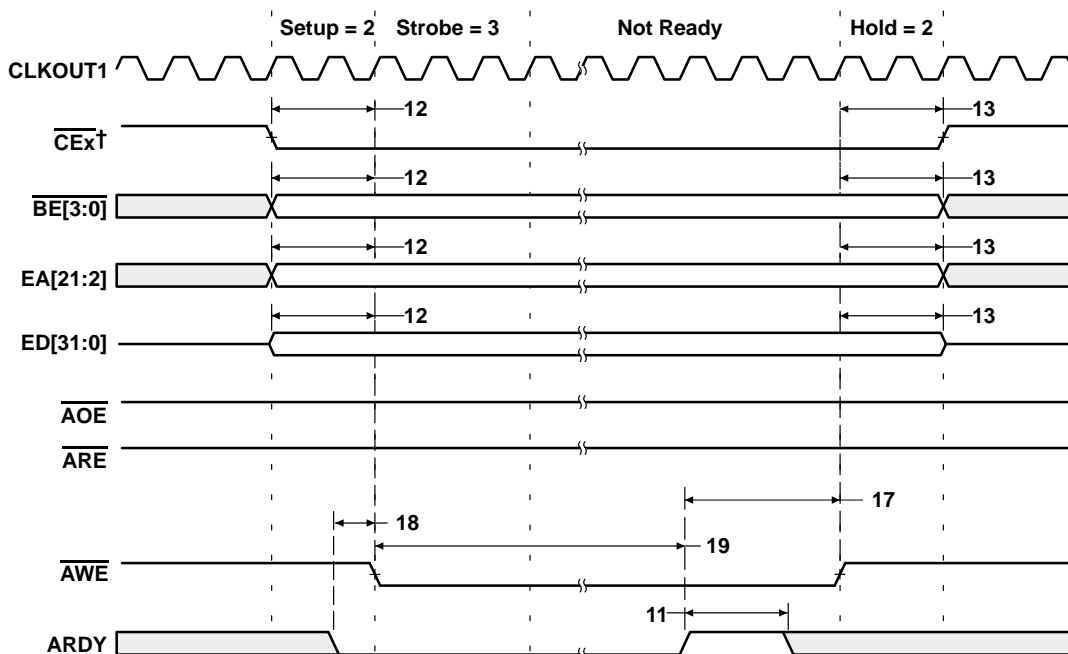 Setup = 2 Strobe = 3 Not Ready Hold = 2
CLKOUT1
12 13
CEx†
12 13
BE[3:0]
12 13
EA[21:2]
12 13
ED[31:0]
AOE
ARE
17
18
19
AWE
11
ARDY